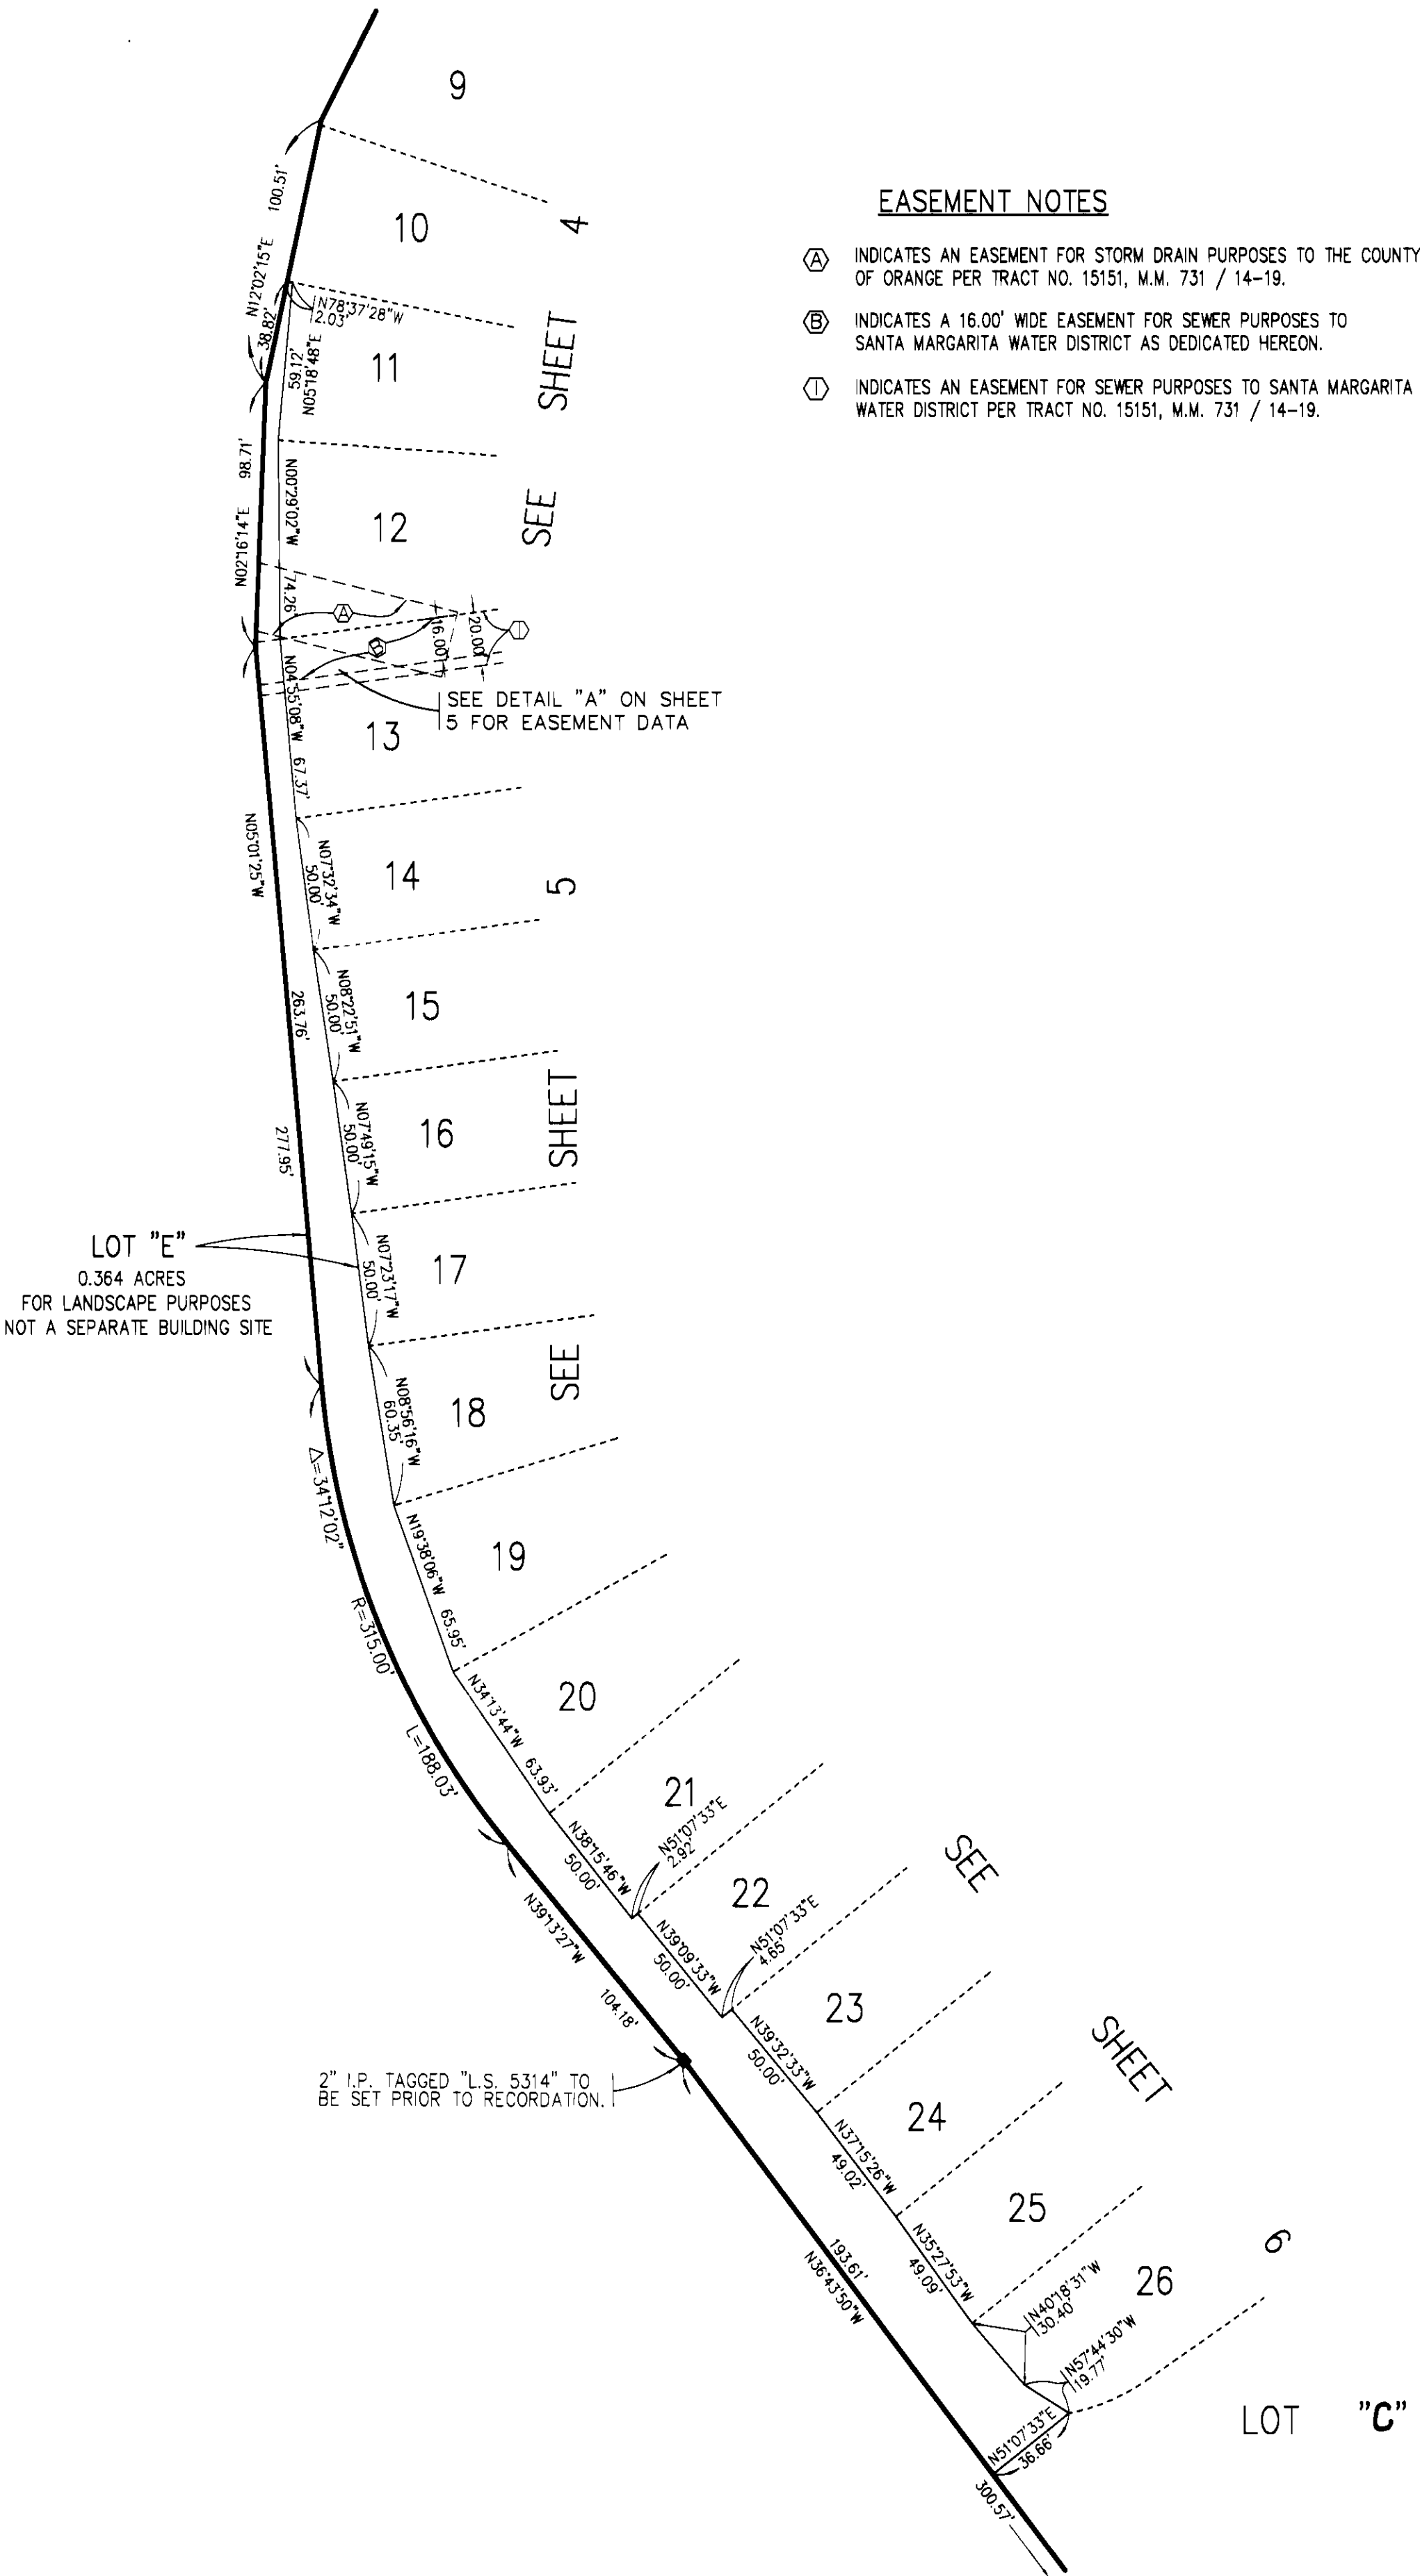 9
100.51'
10
4
N12°02'15"E
38.82'
N78°37'28"W
2.03'
59.12'
N05°18'48"E
11
SHEET
98.71'
N02°16'14"E
N00°29'02"W
74.26'
12
SEE
A
B
16.00'
20.00'
I
SEE DETAIL "A" ON SHEET
5 FOR EASEMENT DATA
N04°55'08"W 67.37'
13
EASEMENT NOTES
A INDICATES AN EASEMENT FOR STORM DRAIN PURPOSES TO THE COUNTY
OF ORANGE PER TRACT NO. 15151, M.M. 731 / 14-19.
B INDICATES A 16.00' WIDE EASEMENT FOR SEWER PURPOSES TO
SANTA MARGARITA WATER DISTRICT AS DEDICATED HEREON.
I INDICATES AN EASEMENT FOR SEWER PURPOSES TO SANTA MARGARITA
WATER DISTRICT PER TRACT NO. 15151, M.M. 731 / 14-19.
N05°01'25"W
N07°32'34"W
50.00'
14
5
263.76'
N08°22'51"W
50.00'
15
277.95'
N07°49'15"W
50.00'
16
SHEET
LOT "E"
0.364 ACRES
FOR LANDSCAPE PURPOSES
NOT A SEPARATE BUILDING SITE
N07°23'17"W
50.00'
17
SEE
N08°56'16"W
60.35'
18
Δ=34°12'02"
R=315.00'
L=188.03'
N19°38'06"W 65.95'
19
N34°13'44"W 63.93'
20
N38°15'46"W
50.00'
21
N51°07'33"E
2.92'
N39°13'27"W
104.18'
N39°09'33"W
50.00'
22
N51°07'33"E
4.65'
SEE
2" I.P. TAGGED "L.S. 5314" TO
BE SET PRIOR TO RECORDATION.
N39°32'33"W
50.00'
23
SHEET
N37°15'26"W
49.02'
24
193.61'
N36°43'50"W
N35°27'53"W
49.09'
25
6
N40°18'31"W
30.40'
26
N57°44'30"W
19.77'
N51°07'33"E
36.66'
300.57'
LOT "C"